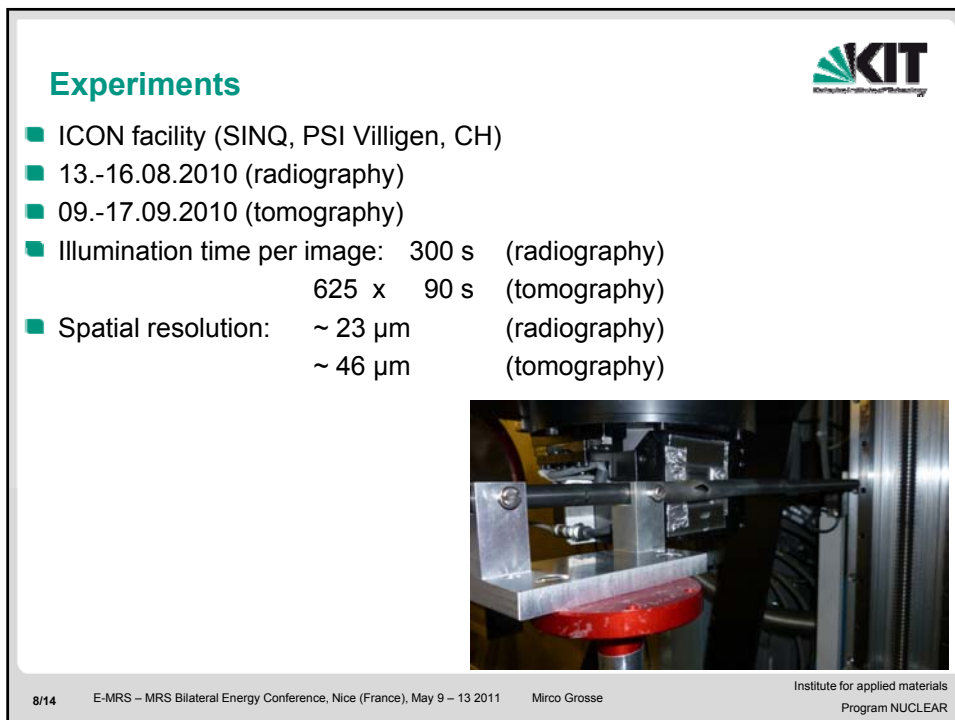 KIT
Experiments
ICON facility (SINQ, PSI Villigen, CH)
13.-16.08.2010 (radiography)
09.-17.09.2010 (tomography)
Illumination time per image: 300 s (radiography)
625 x 90 s (tomography)
Spatial resolution: ~ 23 µm (radiography)
~ 46 µm (tomography)
8/14 E-MRS – MRS Bilateral Energy Conference, Nice (France), May 9 – 13 2011 Mirco Grosse
Institute for applied materials
Program NUCLEAR